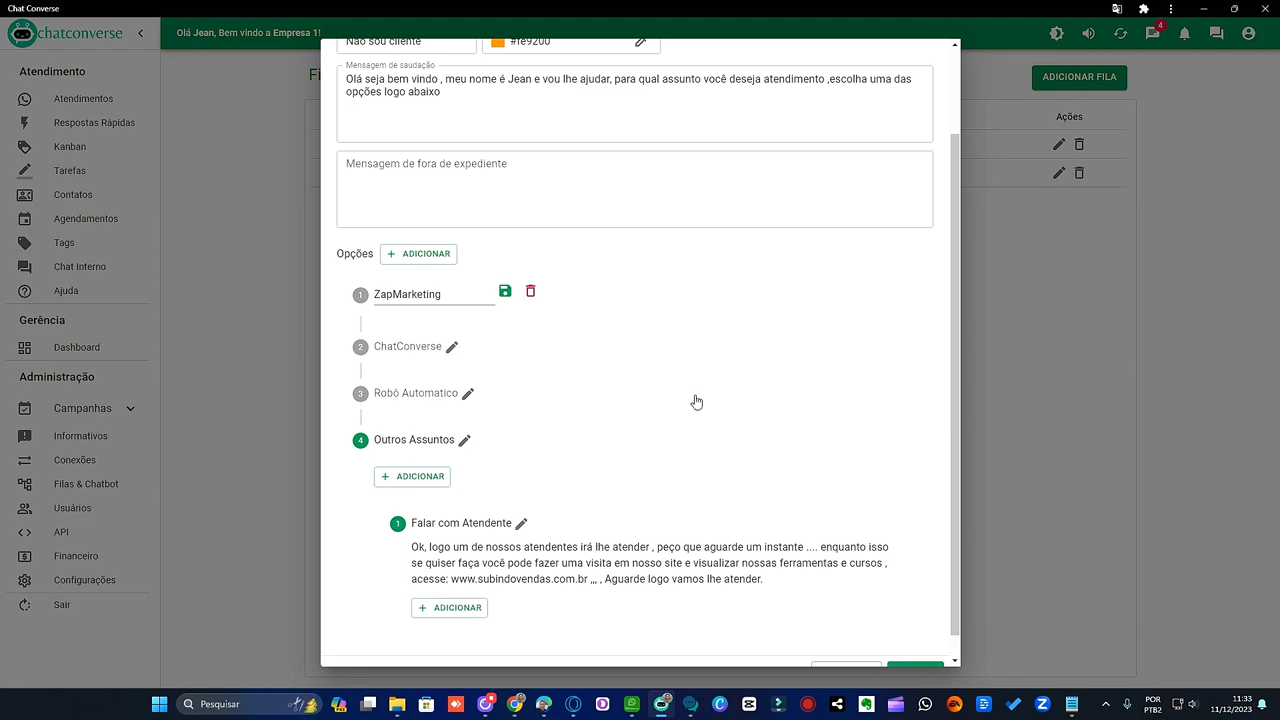 Chat Converse
chatconverse
Olá Jean, Bem vindo a Empresa 1!
4
Não sou cliente
#fe9200
Mensagem de saudação
Olá seja bem vindo , meu nome é Jean e vou lhe ajudar, para qual assunto você deseja atendimento ,escolha uma das
opções logo abaixo
Mensagem de fora de expediente
Opções
ADICIONAR
1 ZapMarketing
2 ChatConverse
3 Robô Automatico
4 Outros Assuntos
ADICIONAR
1 Falar com Atendente
Ok, logo um de nossos atendentes irá lhe atender , peço que aguarde um instante .... enquanto isso
se quiser faça você pode fazer uma visita em nosso site e visualizar nossas ferramentas e cursos ,
acesse: www.subindovendas.com.br ,,, , Aguarde logo vamos lhe atender.
ADICIONAR
Fi
ADICIONAR FILA
Ações
Atendimento
Atendimentos
Respostas Rápidas
Kanban
Tarefas
Contatos
Agendamentos
Tags
Chat Interno
Ajuda
Gerência
Dashboard
Administração
Campanhas
Informativos
Conexões
Filas & Chatbot
Usuários
API
Financeiro
Configurações
Sair
Pesquisar
POR
PTB2
11:33
11/12/2023